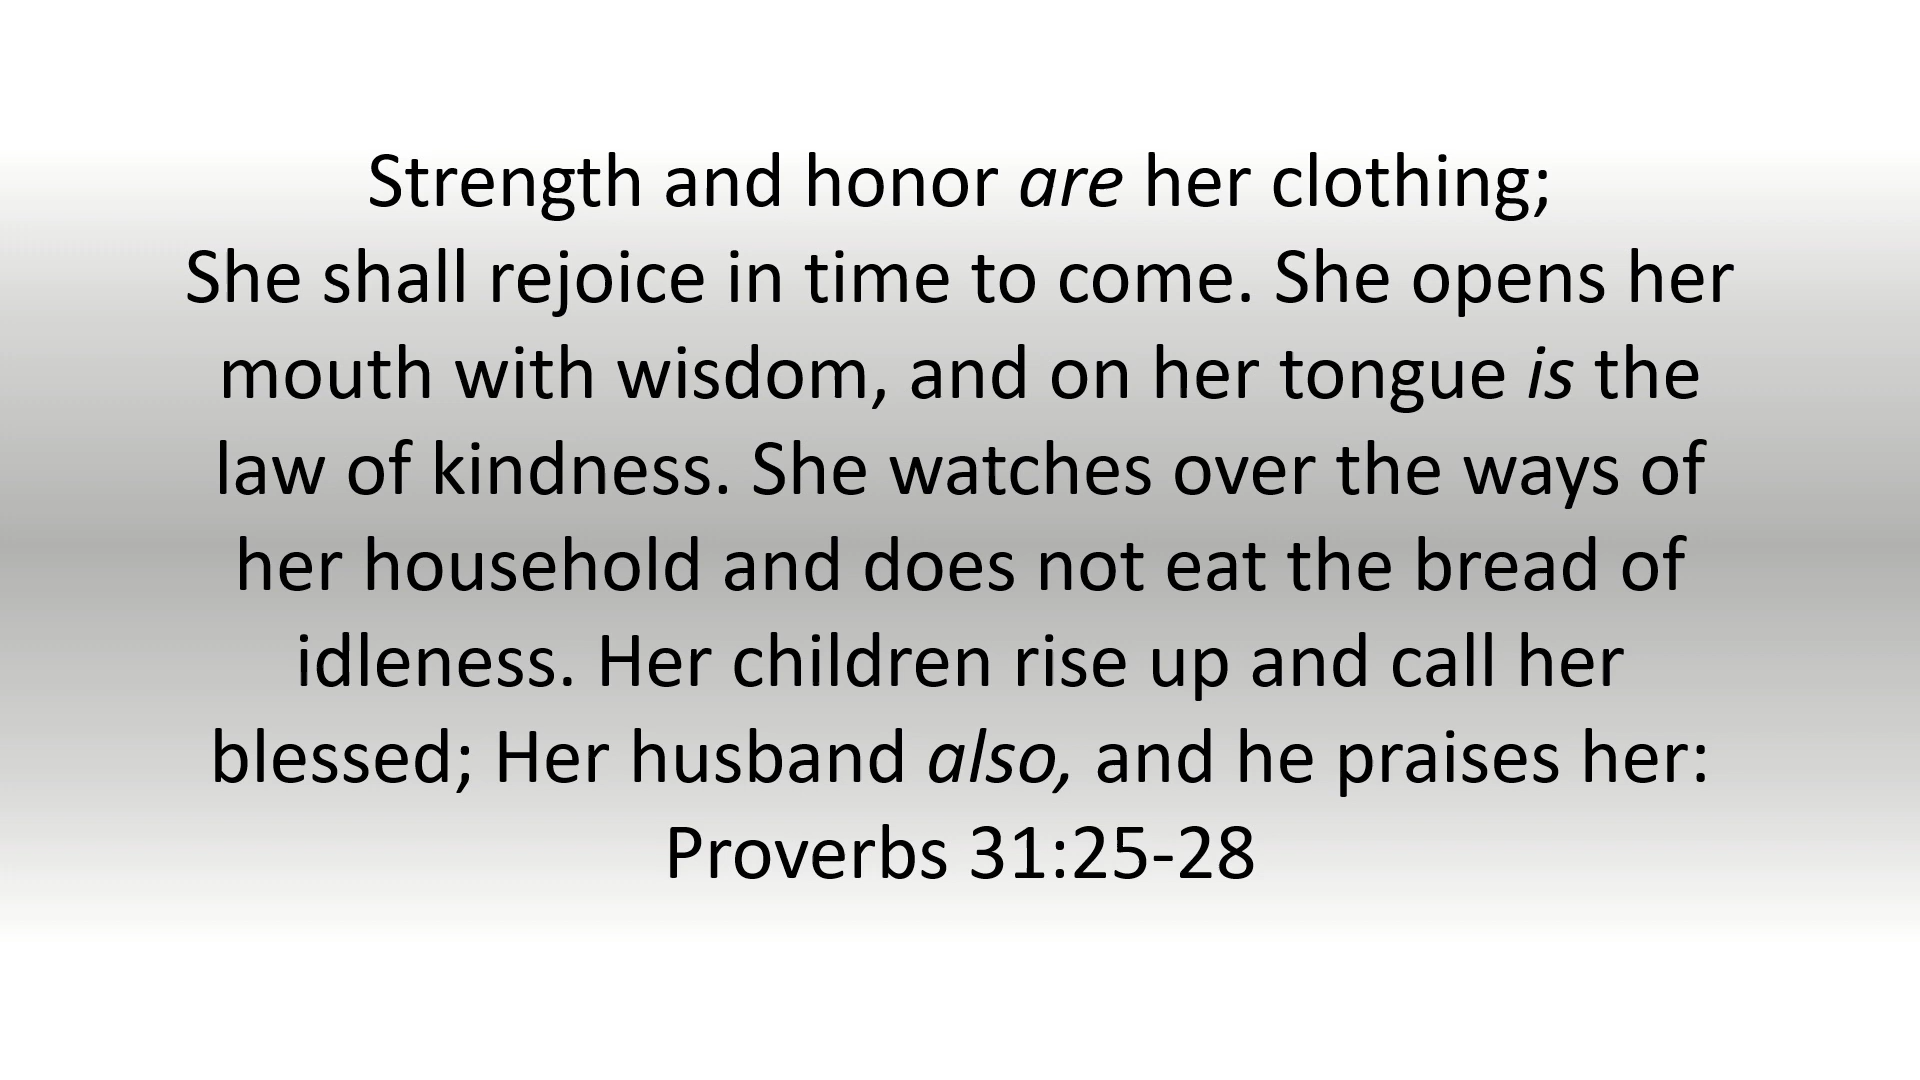 Strength and honor are her clothing;
She shall rejoice in time to come. She opens her
mouth with wisdom, and on her tongue is the
law of kindness. She watches over the ways of
her household and does not eat the bread of
idleness. Her children rise up and call her
blessed; Her husband also, and he praises her:
Proverbs 31:25-28